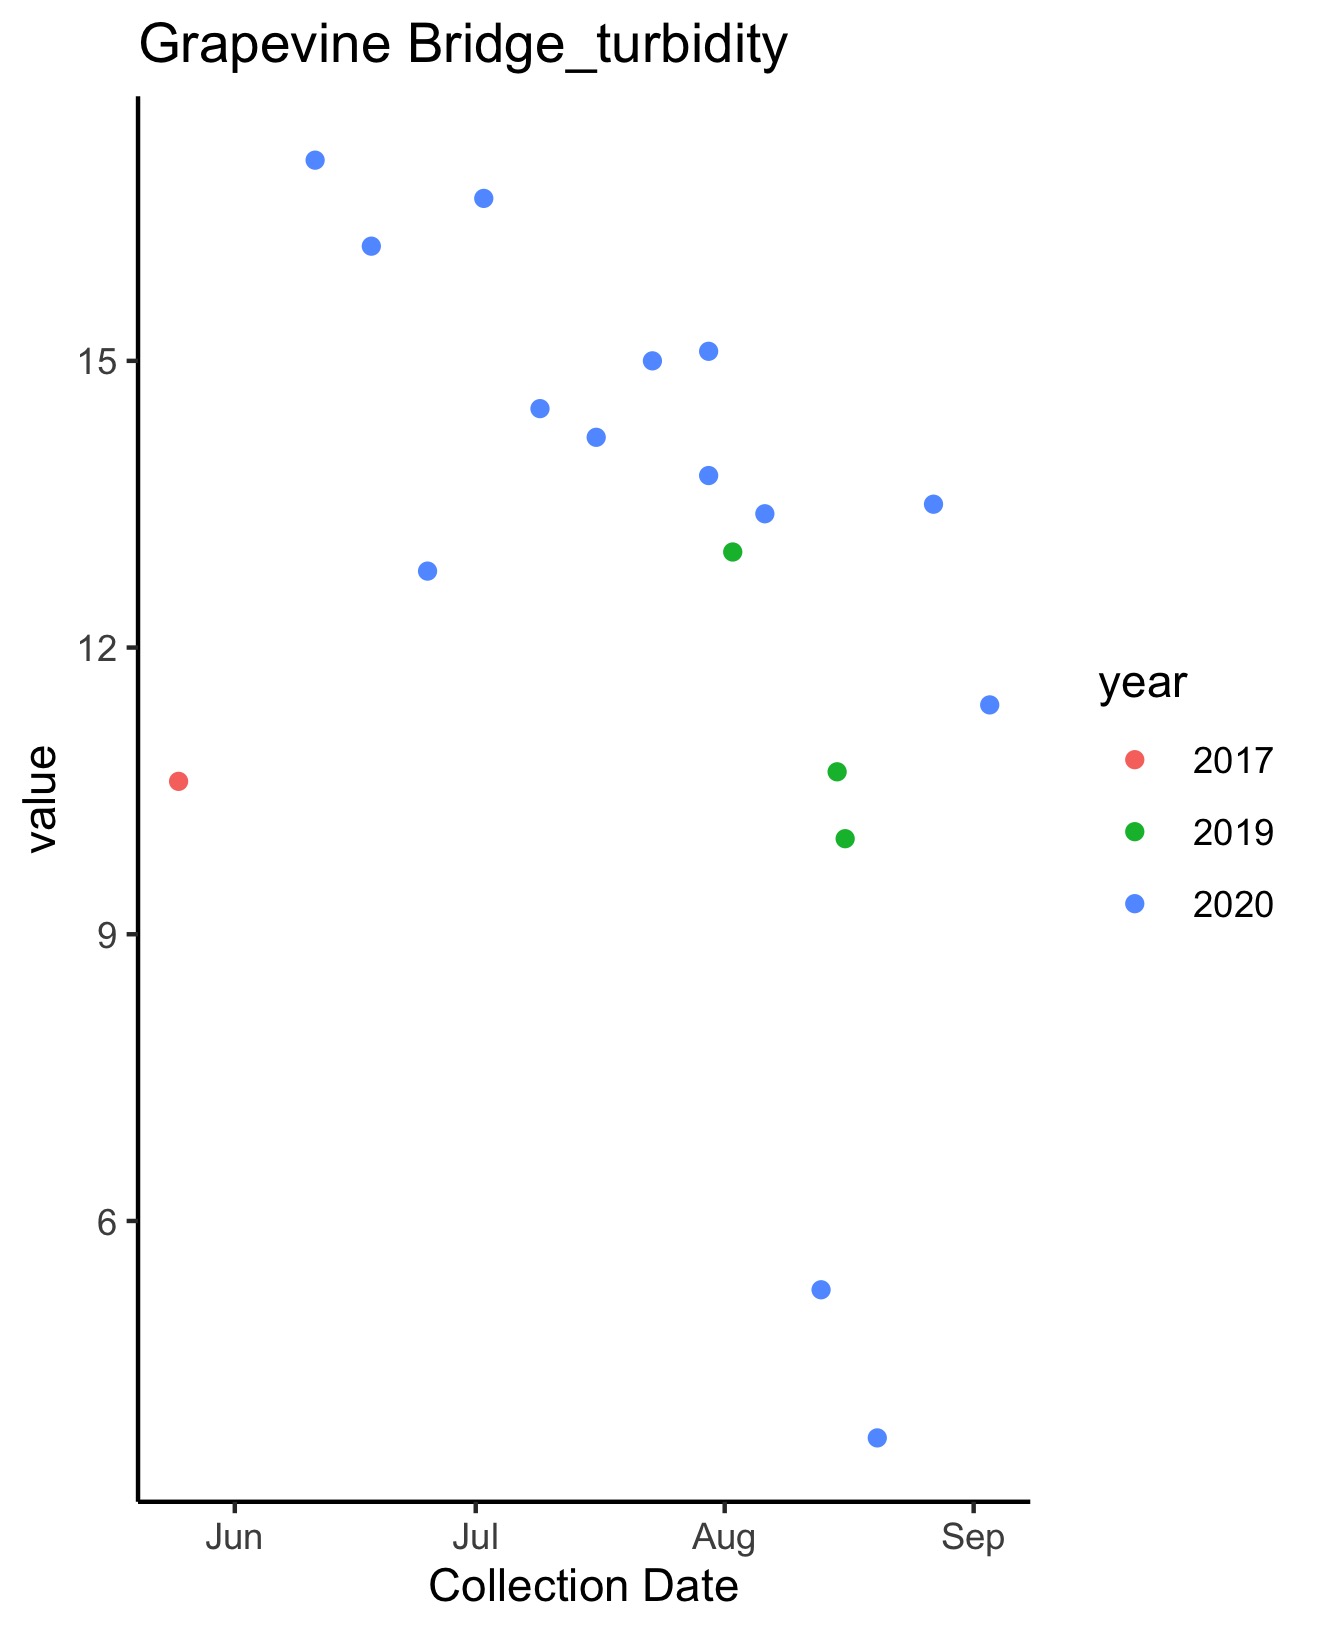 Grapevine Bridge_turbidity
15
12
9
6
value
Jun Jul Aug Sep
Collection Date
year
2017
2019
2020